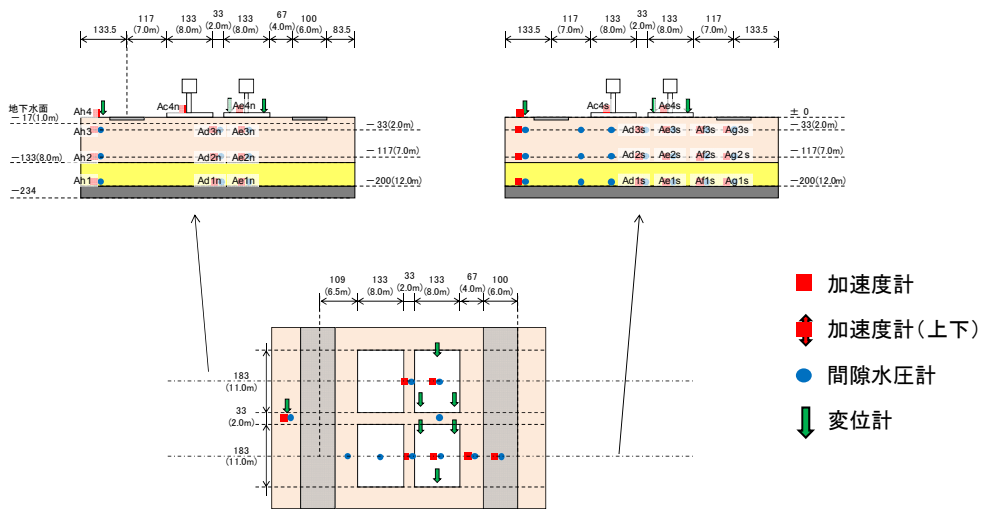 133.5
117
(7.0m)
133
(8.0m)
33
(2.0m)
133
(8.0m)
67
(4.0m)
100
(6.0m)
83.5
地下水面
−17(1.0m)
−133(8.0m)
−234
Ah4
Ah3
Ah2
Ah1
Ac4n
Ae4n
Ad3n
Ae3n
Ad2n
Ae2n
Ad1n
Ae1n
−33(2.0m)
−117(7.0m)
−200(12.0m)
133.5
117
(7.0m)
133
(8.0m)
33
(2.0m)
133
(8.0m)
117
(7.0m)
133.5
Ac4s
Ae4s
Ad3s
Ae3s
Af3s
Ag3s
Ad2s
Ae2s
Af2s
Ag2s
Ad1s
Ae1s
Af1s
Ag1s
±0
−33(2.0m)
−117(7.0m)
−200(12.0m)
109
(6.5m)
133
(8.0m)
33
(2.0m)
133
(8.0m)
67
(4.0m)
100
(6.0m)
183
(11.0m)
33
(2.0m)
183
(11.0m)
加速度計
加速度計(上下)
間隙水圧計
変位計